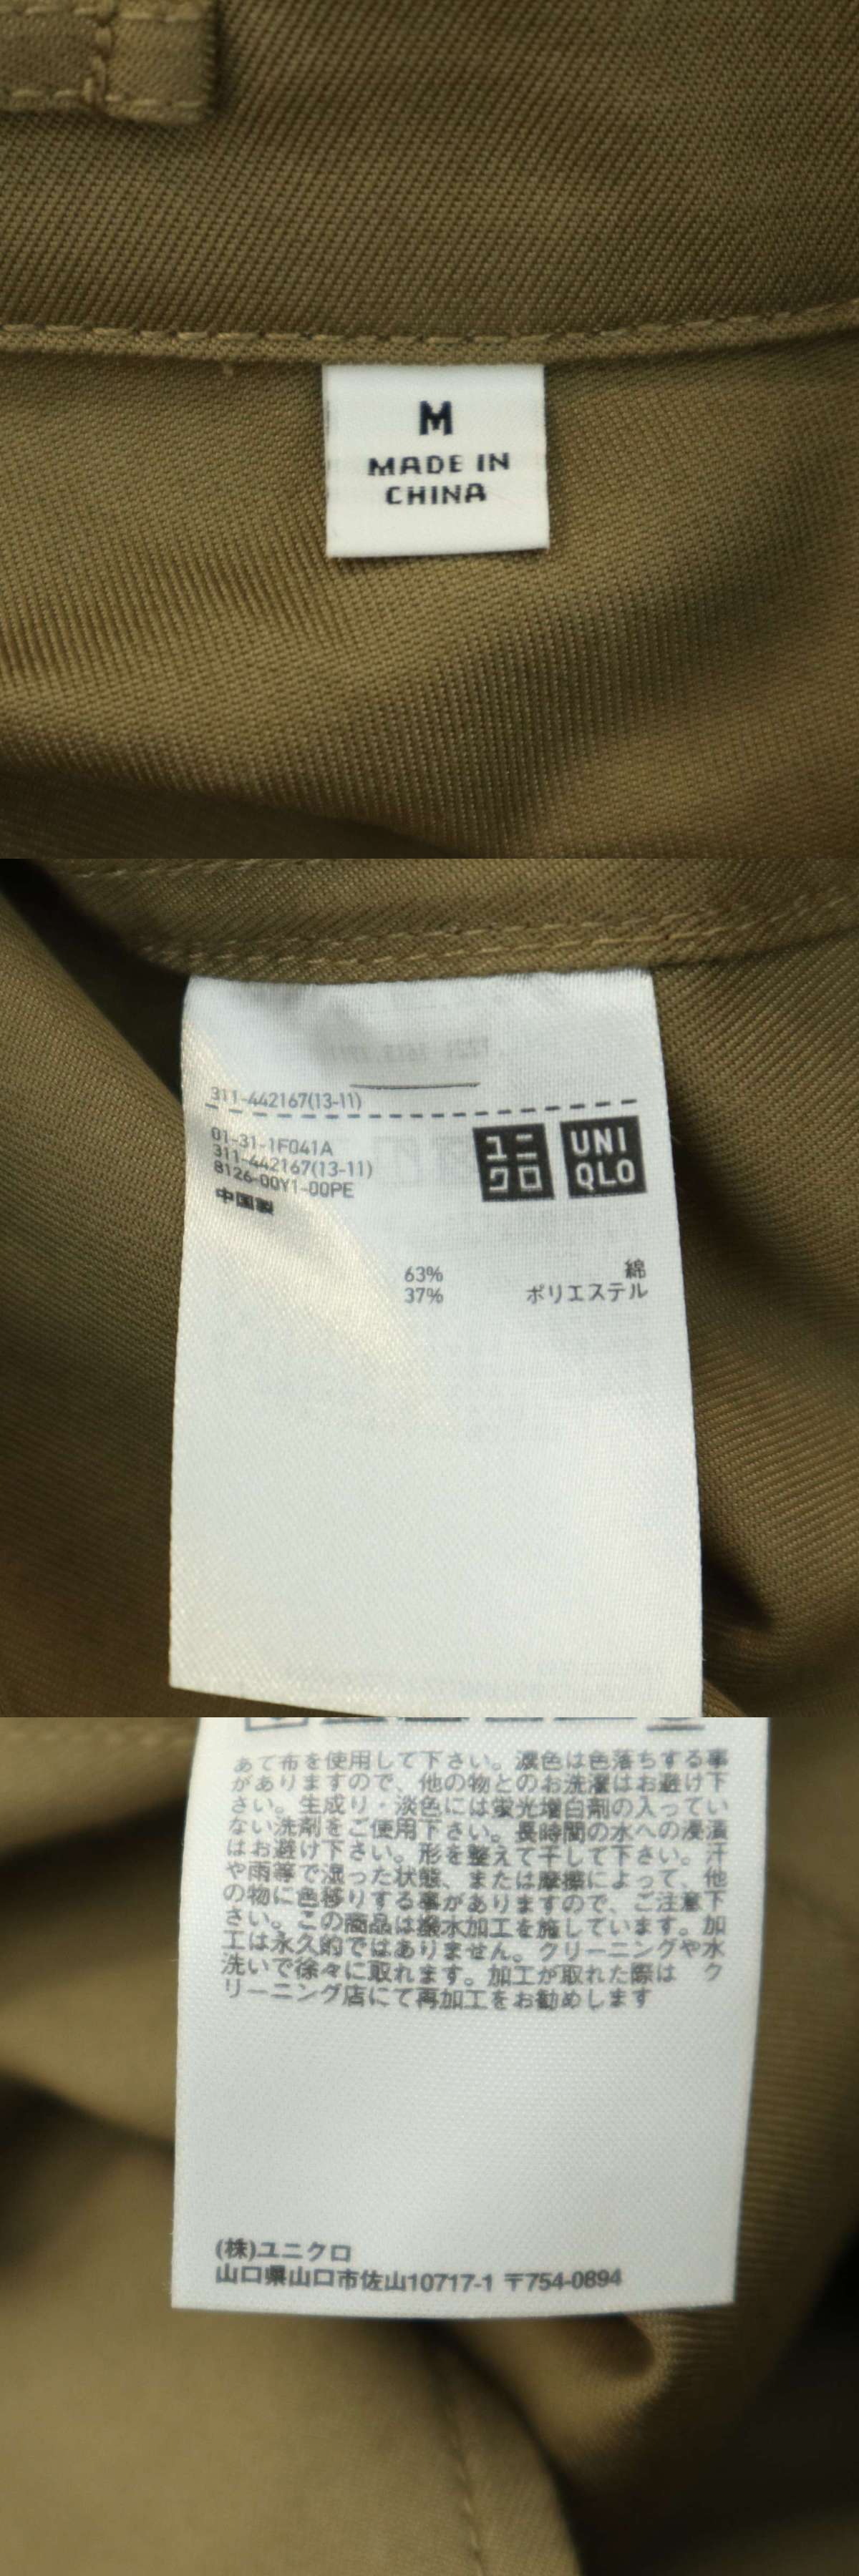 M
MADE IN
CHINA
311-442167(13-11)
01-31-1F041A
311-442167(13-11)
8126-00Y1-00PE
中国製
ユニ
クロ
UNI
QLO
63% 綿
37% ポリエステル
あて布を使用して下さい。濃色は色落ちする事
がありますので、他の物とのお洗濯はお避け下
さい。生成り・淡色には蛍光増白剤の入ってい
ない洗剤をご使用下さい。長時間の水への浸漬
はお避け下さい。形を整えて干して下さい。汗
や雨等で湿った状態、または摩擦によって、他
の物に色移りする事がありますので、ご注意下
さい。この商品は撥水加工を施しています。加
工は永久的ではありません。クリーニングや水
洗いで徐々に取れます。加工が取れた際は ク
リーニング店にて再加工をお勧めします
(株)ユニクロ
山口県山口市佐山10717-1 〒754-0894